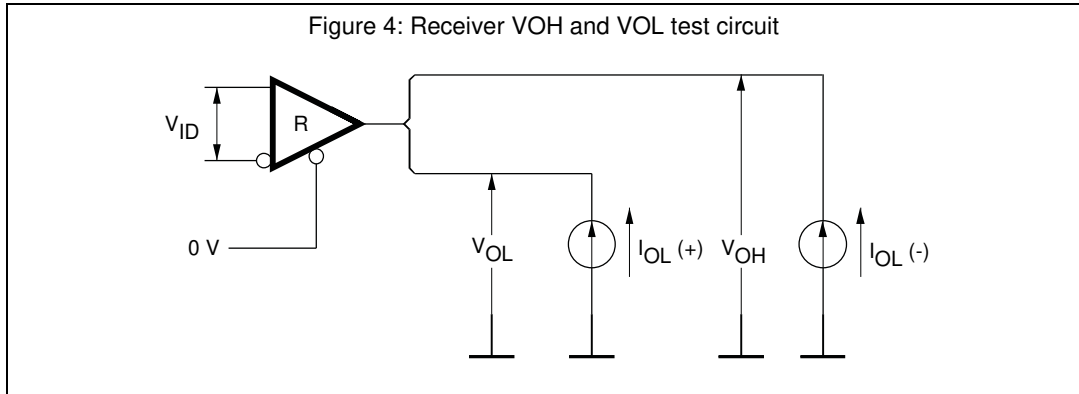 Figure 4: Receiver VOH and VOL test circuit
VID
R
0 V
VOL
IOL (+)
VOH
IOL (-)